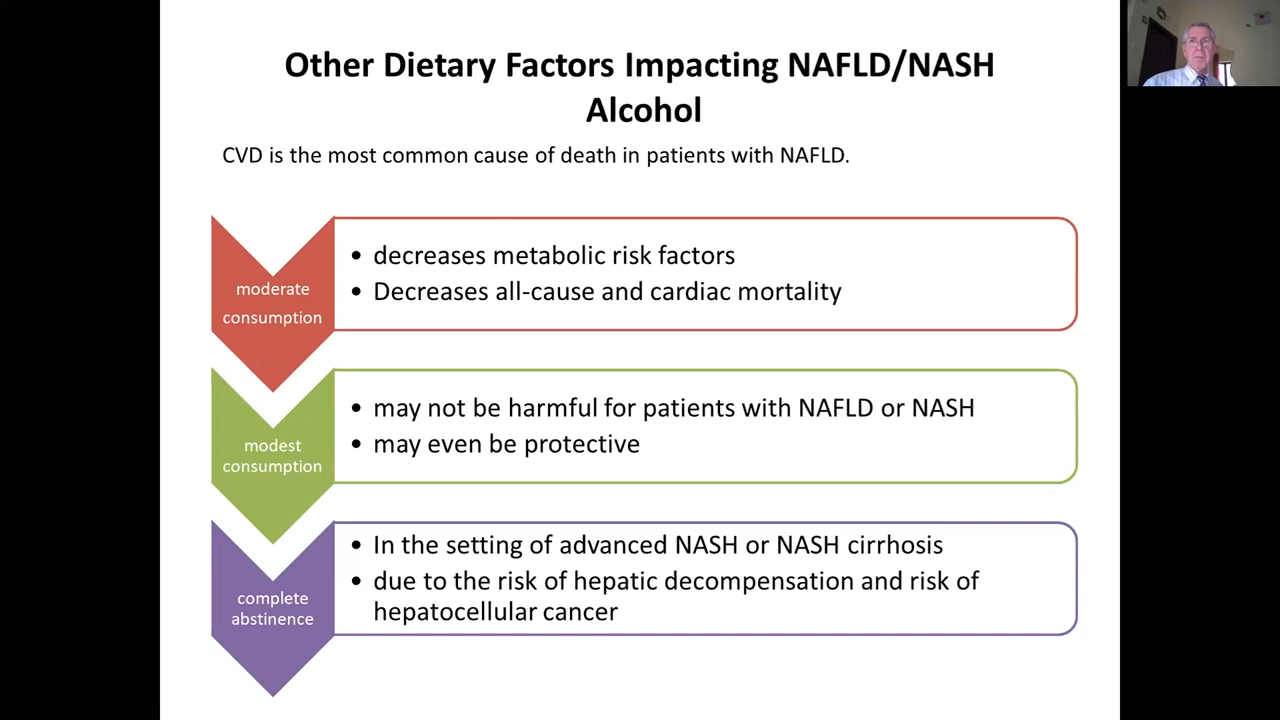 Other Dietary Factors Impacting NAFLD/NASH
Alcohol
CVD is the most common cause of death in patients with NAFLD.
moderate
consumption
• decreases metabolic risk factors
• Decreases all-cause and cardiac mortality
modest
consumption
• may not be harmful for patients with NAFLD or NASH
• may even be protective
complete
abstinence
• In the setting of advanced NASH or NASH cirrhosis
• due to the risk of hepatic decompensation and risk of
hepatocellular cancer